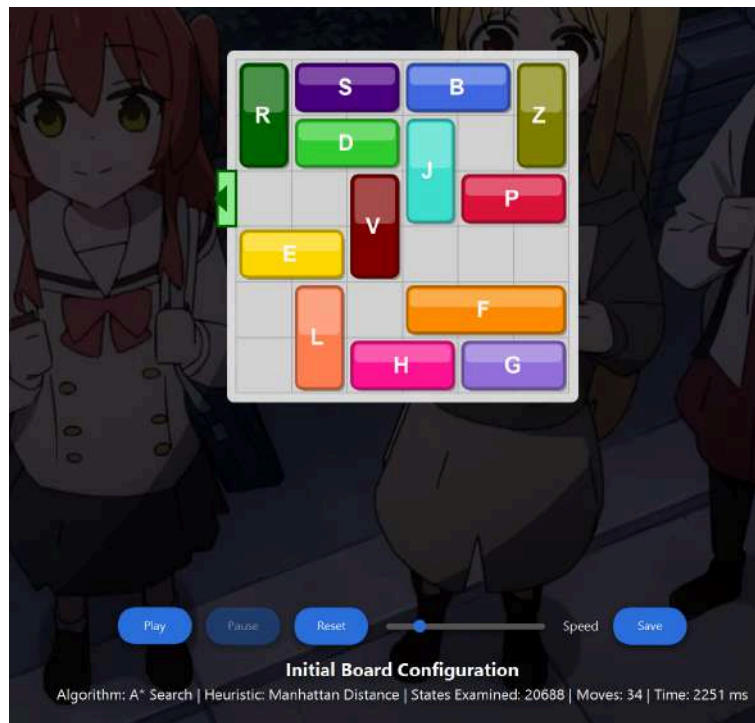 R S B Z
D J
V P
E
L F
H G
Play Pause Reset Speed Save
Initial Board Configuration
Algorithm: A* Search | Heuristic: Manhattan Distance | States Examined: 20688 | Moves: 34 | Time: 2251 ms